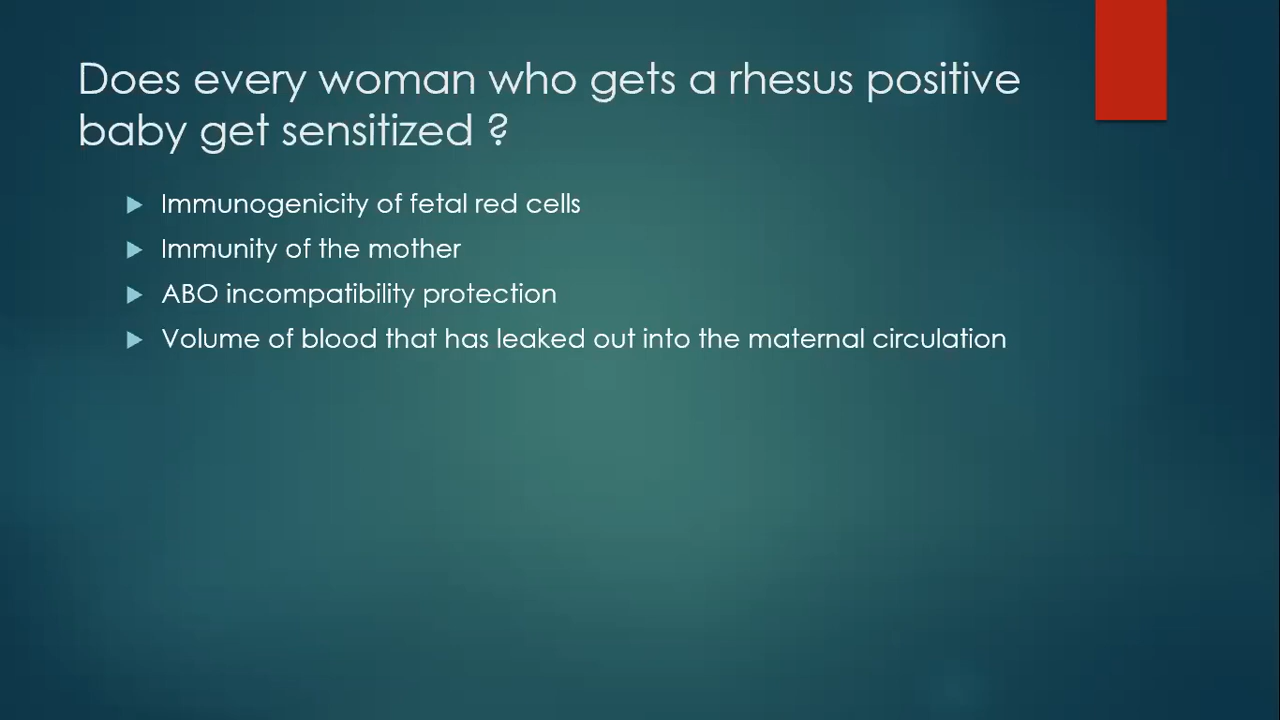 Does every woman who gets a rhesus positive
baby get sensitized ?
Immunogenicity of fetal red cells
Immunity of the mother
ABO incompatibility protection
Volume of blood that has leaked out into the maternal circulation